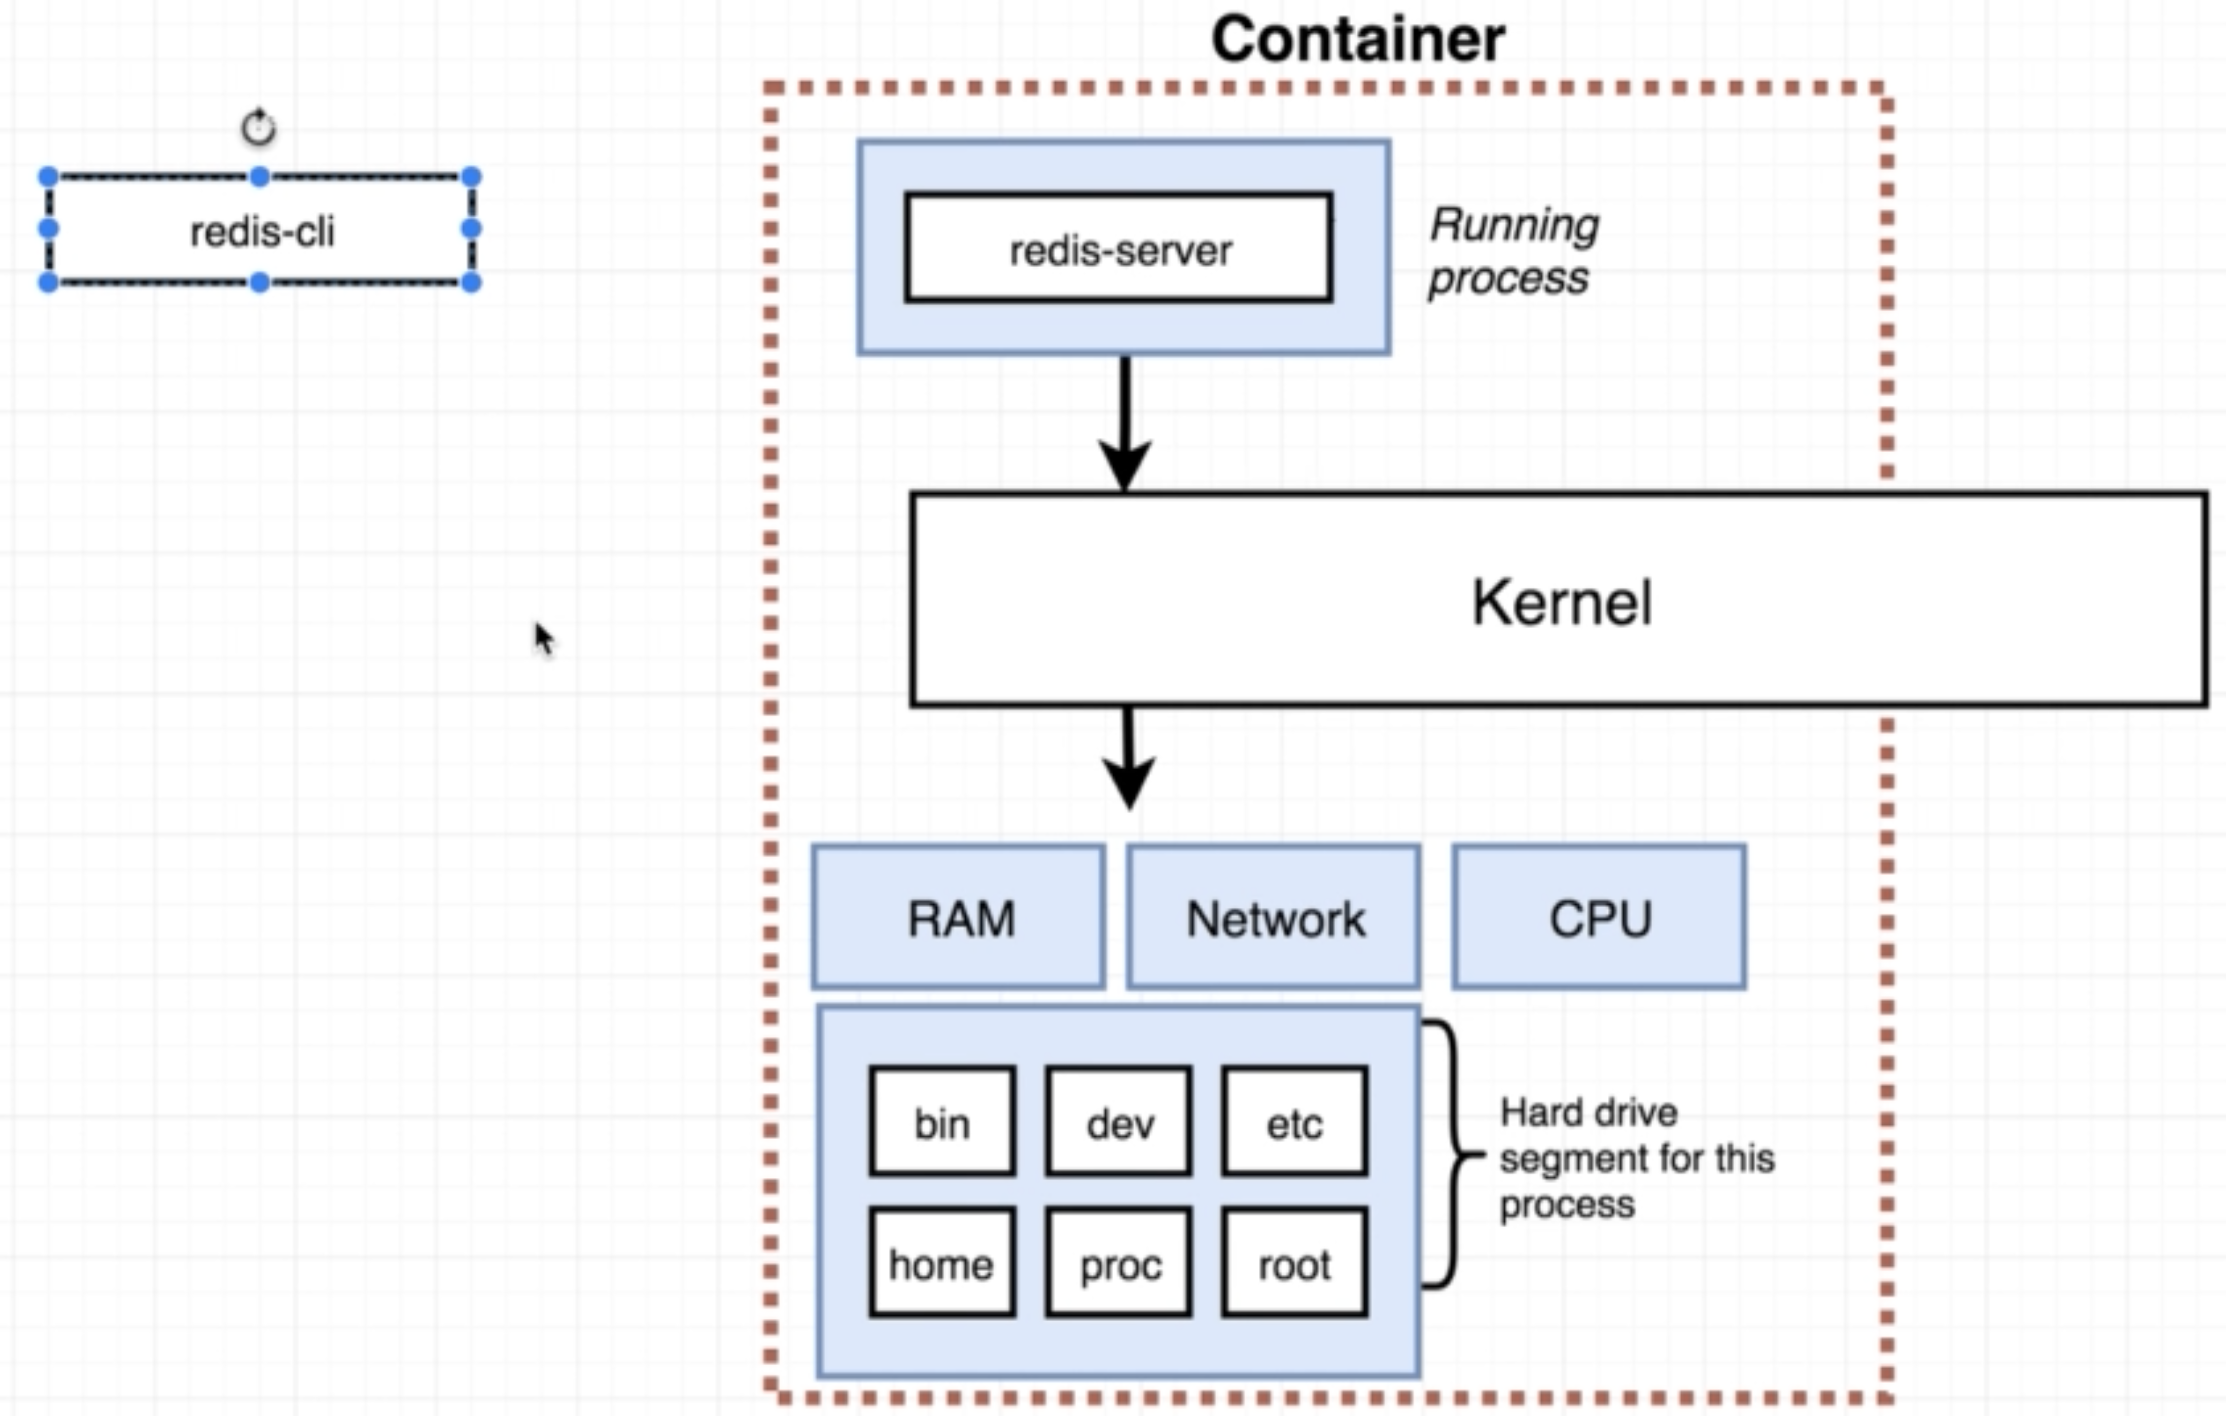 Container
redis-cli
redis-server
Running
process
Kernel
RAM
Network
CPU
bin
dev
etc
home
proc
root
Hard drive
segment for this
process